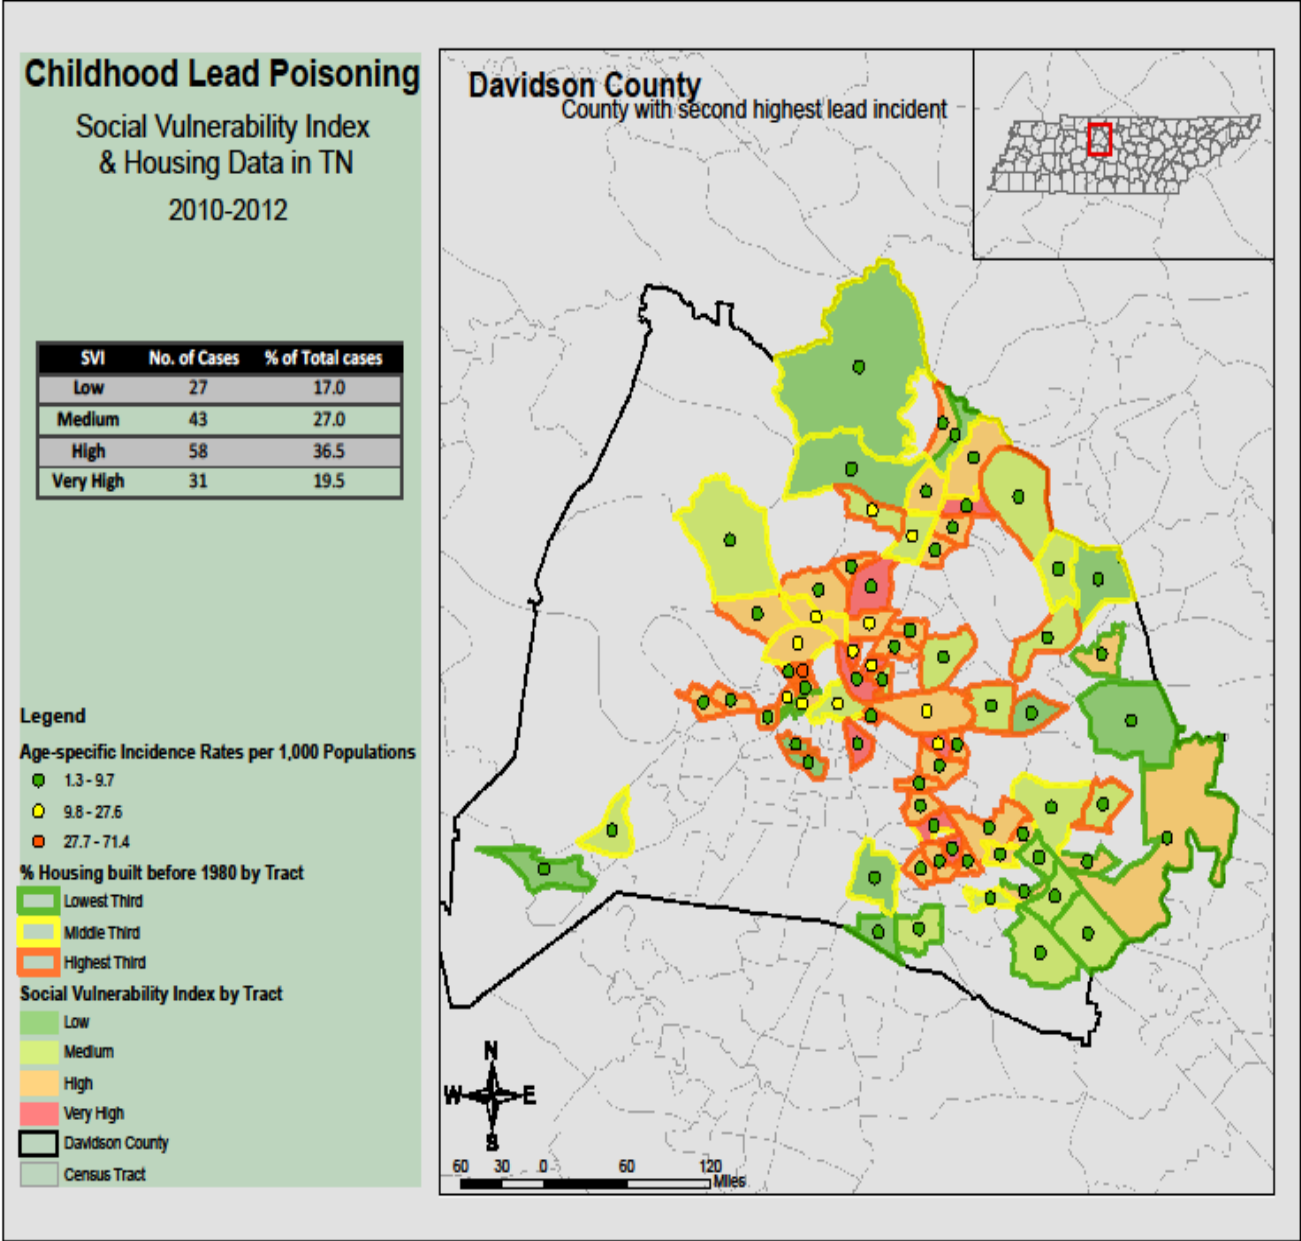 Childhood Lead Poisoning
Social Vulnerability Index
& Housing Data in TN
2010-2012
SVI No. of Cases % of Total cases
Low 27 17.0
Medium 43 27.0
High 58 36.5
Very High 31 19.5
Legend
Age-specific Incidence Rates per 1,000 Populations
1.3 - 9.7
9.8 - 27.6
27.7 - 71.4
% Housing built before 1980 by Tract
Lowest Third
Middle Third
Highest Third
Social Vulnerability Index by Tract
Low
Medium
High
Very High
Davidson County
Census Tract
Davidson County
County with second highest lead incident
N
W E
S
60 30 0 60 120
Miles